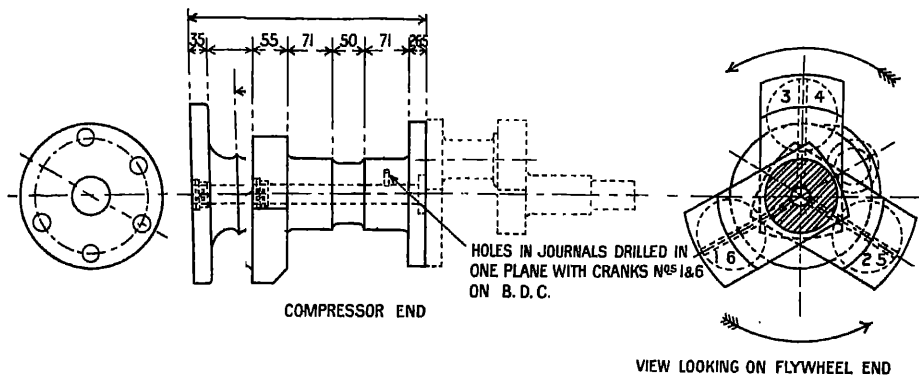 35 55 71 50 71 26.5
3 4
1 6
2 5
HOLES IN JOURNALS DRILLED IN
ONE PLANE WITH CRANKS Nos 1&6
ON B. D. C.
COMPRESSOR END
VIEW LOOKING ON FLYWHEEL END